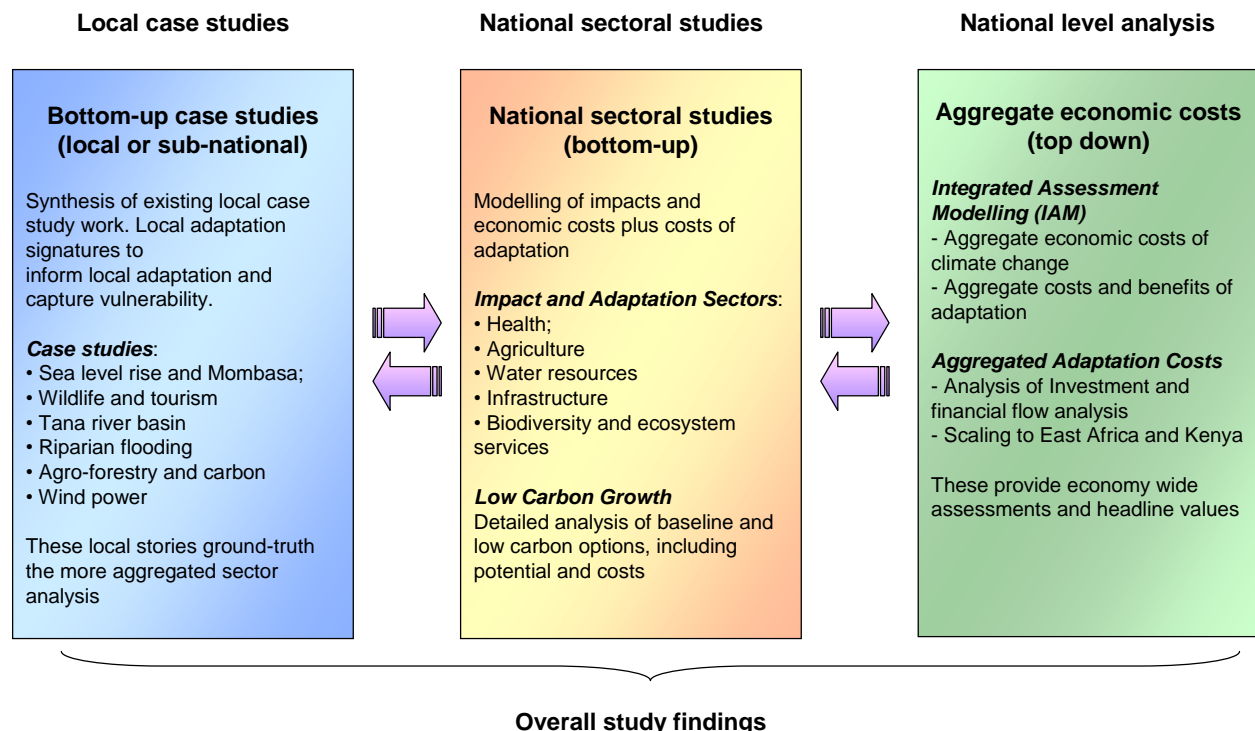 Local case studies
National sectoral studies
National level analysis
Bottom-up case studies
(local or sub-national)
Synthesis of existing local case
study work. Local adaptation
signatures to
inform local adaptation and
capture vulnerability.
Case studies:
• Sea level rise and Mombasa;
• Wildlife and tourism
• Tana river basin
• Riparian flooding
• Agro-forestry and carbon
• Wind power
These local stories ground-truth
the more aggregated sector
analysis
National sectoral studies
(bottom-up)
Modelling of impacts and
economic costs plus costs of
adaptation
Impact and Adaptation Sectors:
• Health;
• Agriculture
• Water resources
• Infrastructure
• Biodiversity and ecosystem
services
Low Carbon Growth
Detailed analysis of baseline and
low carbon options, including
potential and costs
Aggregate economic costs
(top down)
Integrated Assessment
Modelling (IAM)
- Aggregate economic costs of
climate change
- Aggregate costs and benefits of
adaptation
Aggregated Adaptation Costs
- Analysis of Investment and
financial flow analysis
- Scaling to East Africa and Kenya
These provide economy wide
assessments and headline values
Overall study findings